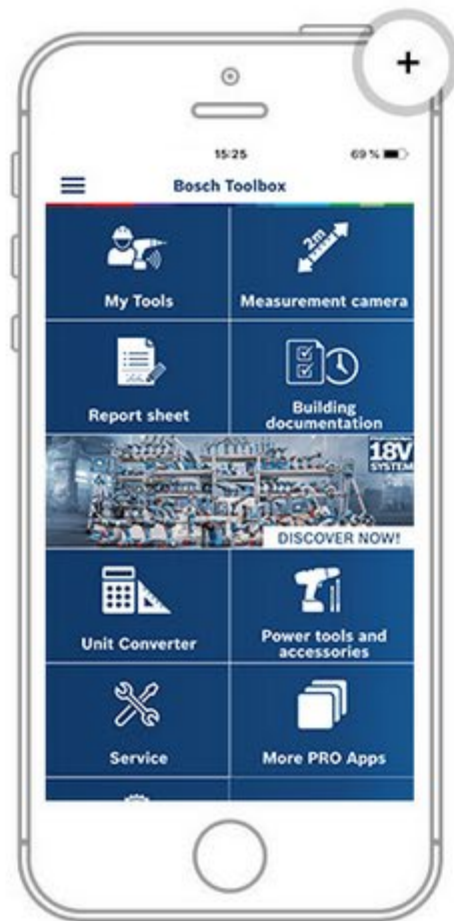 +
15:25
69 %
Bosch Toolbox
My Tools
2m
Measurement camera
Report sheet
Building
documentation
18V
SYSTEM
DISCOVER NOW!
Unit Converter
Power tools and
accessories
Service
More PRO Apps